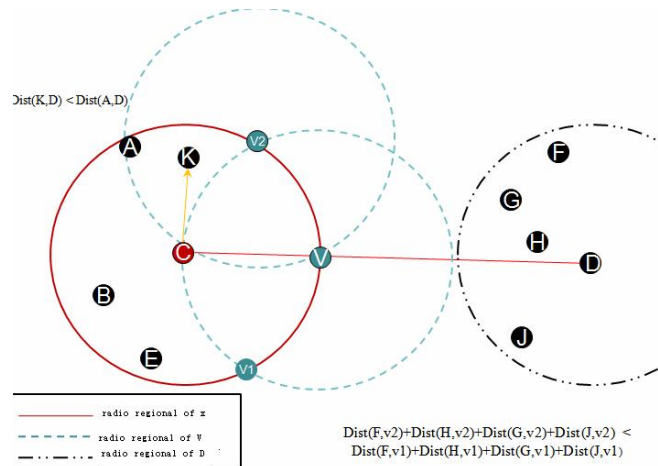 Dist(K,D) < Dist(A,D)
A
K
V2
F
G
H
C
V
D
B
J
E
V1
radio regional of x
radio regional of V
radio regional of D
Dist(F,v2)+Dist(H,v2)+Dist(G,v2)+Dist(J,v2) <
Dist(F,v1)+Dist(H,v1)+Dist(G,v1)+Dist(J,v1)